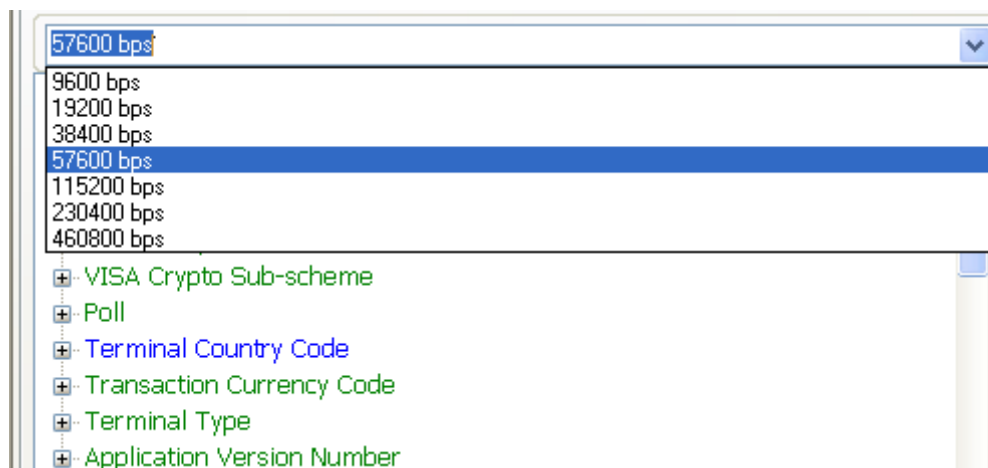 57600 bps
9600 bps
19200 bps
38400 bps
57600 bps
115200 bps
230400 bps
460800 bps
VISA Crypto Sub-scheme
Poll
Terminal Country Code
Transaction Currency Code
Terminal Type
Application Version Number